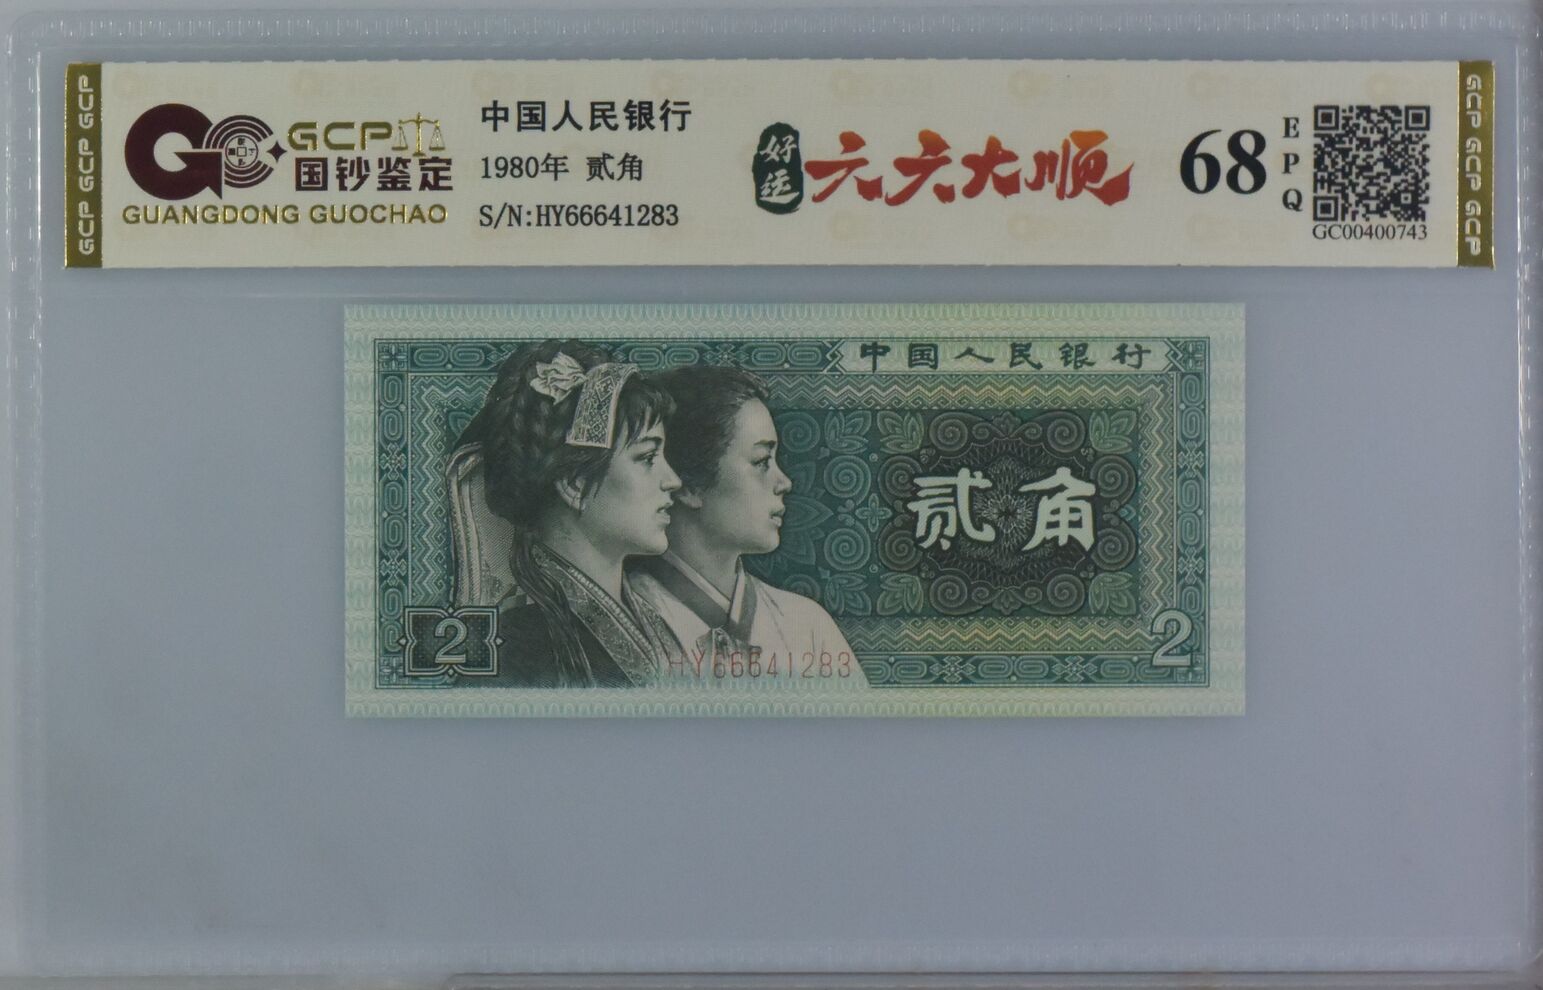 GCP GCP GCP
GCP
国钞鉴定
GUANGDONG GUOCHAO
中国人民银行
1980年 贰角
S/N:HY66641283
好运 六六大顺
68 EPQ
GC00400743
GCP GCP GCP
中国人民银行
贰角
2
2
HY66641283